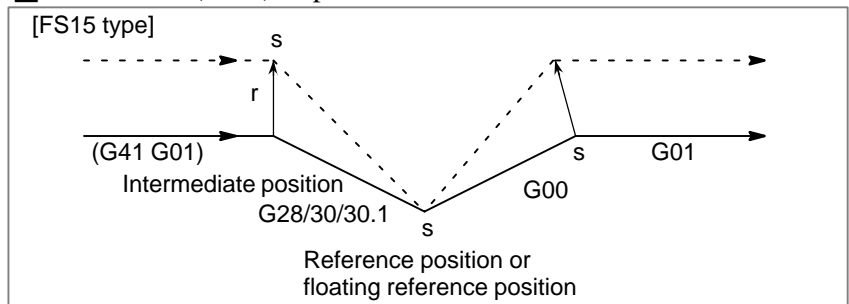 [FS15 type]
s
r
(G41 G01)
s
G01
Intermediate position
G00
G28/30/30.1
s
Reference position or
floating reference position